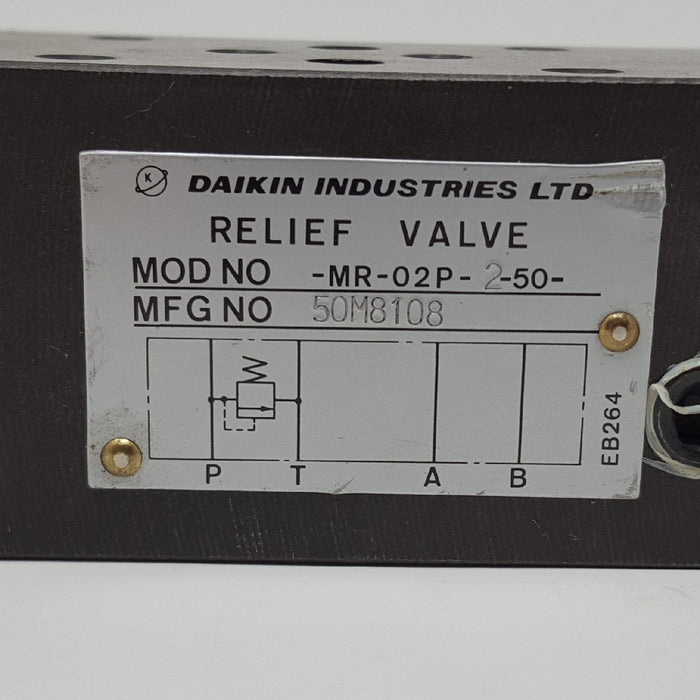 K DAIKIN INDUSTRIES LTD
RELIEF VALVE
MOD NO -MR-02P-2-50-
MFG NO 50M8108
P T A B
EB264